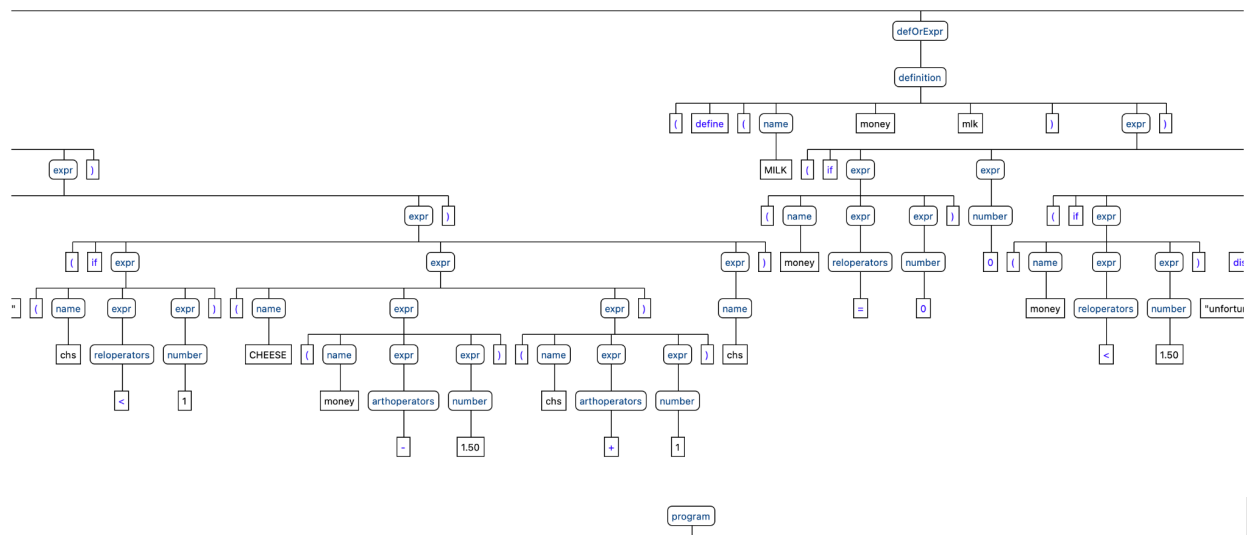 defOrExpr
definition
( define ( name money mlk ) expr )
expr ) MILK ( if expr expr
expr ) ( name expr expr ) number ( if expr
( if expr expr expr ) money reloperators number 0 ( name expr expr )
" ( name expr expr ) ( name expr expr ) name = 0 money reloperators number
chs reloperators number CHEESE ( name expr expr ) ( name expr expr ) chs < 1.50
< 1 money arthoperators number chs arthoperators number
- 1.50 + 1
program